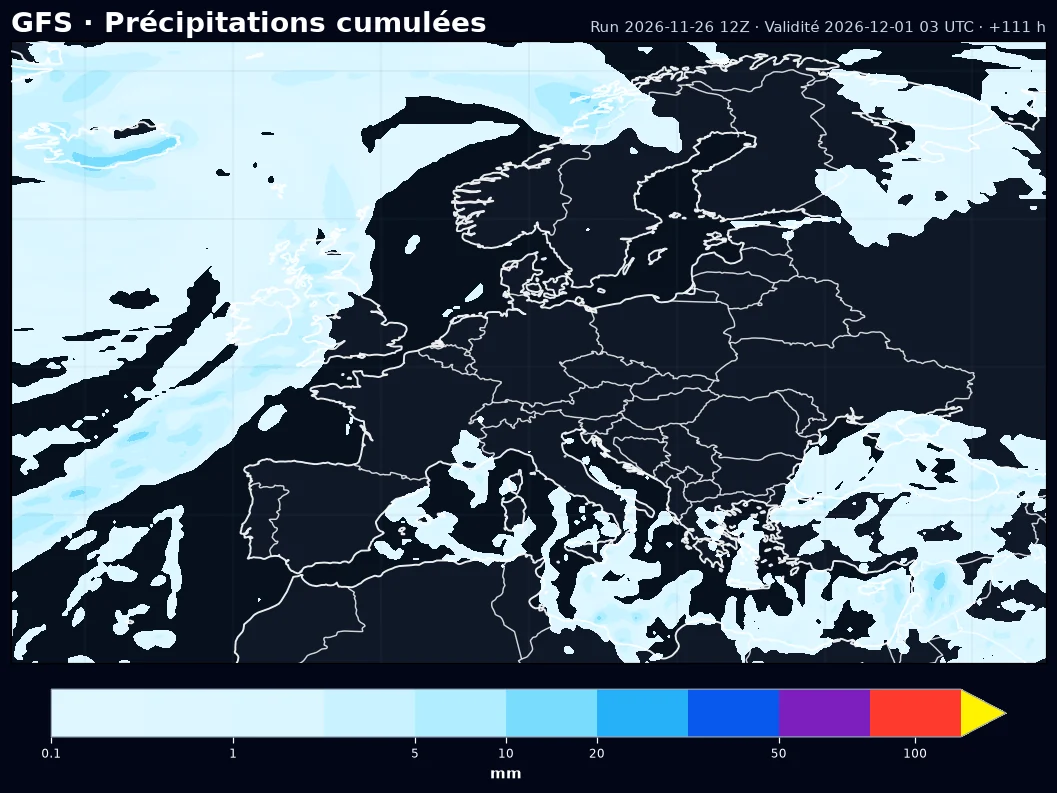 GFS · Précipitations cumulées
Run 2026-11-26 12Z · Validité 2026-12-01 03 UTC · +111 h
0.1 1 5 10 20 50 100
mm